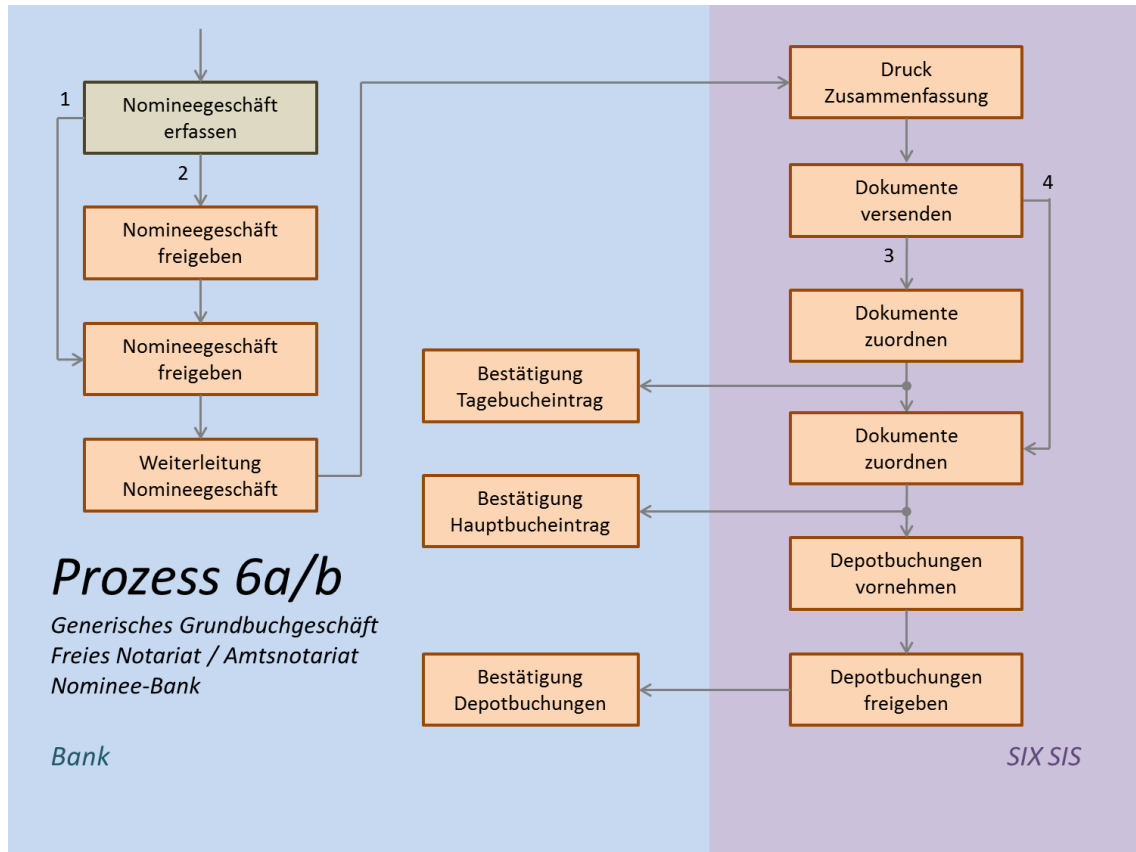 1
Nomineegeschäft
erfassen
2
Nomineegeschäft
freigeben
Nomineegeschäft
freigeben
Weiterleitung
Nomineegeschäft
Druck
Zusammenfassung
Dokumente
versenden
4
3
Dokumente
zuordnen
Bestätigung
Tagebucheintrag
Dokumente
zuordnen
Bestätigung
Hauptbucheintrag
Depotbuchungen
vornehmen
Depotbuchungen
freigeben
Bestätigung
Depotbuchungen
Prozess 6a/b
Generisches Grundbuchgeschäft
Freies Notariat / Amtsnotariat
Nominee-Bank
Bank
SIX SIS